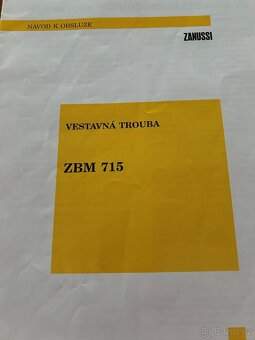 NÁVOD K OBSLUZE
ZANUSSI
VESTAVNÁ TROUBA
ZBM 715